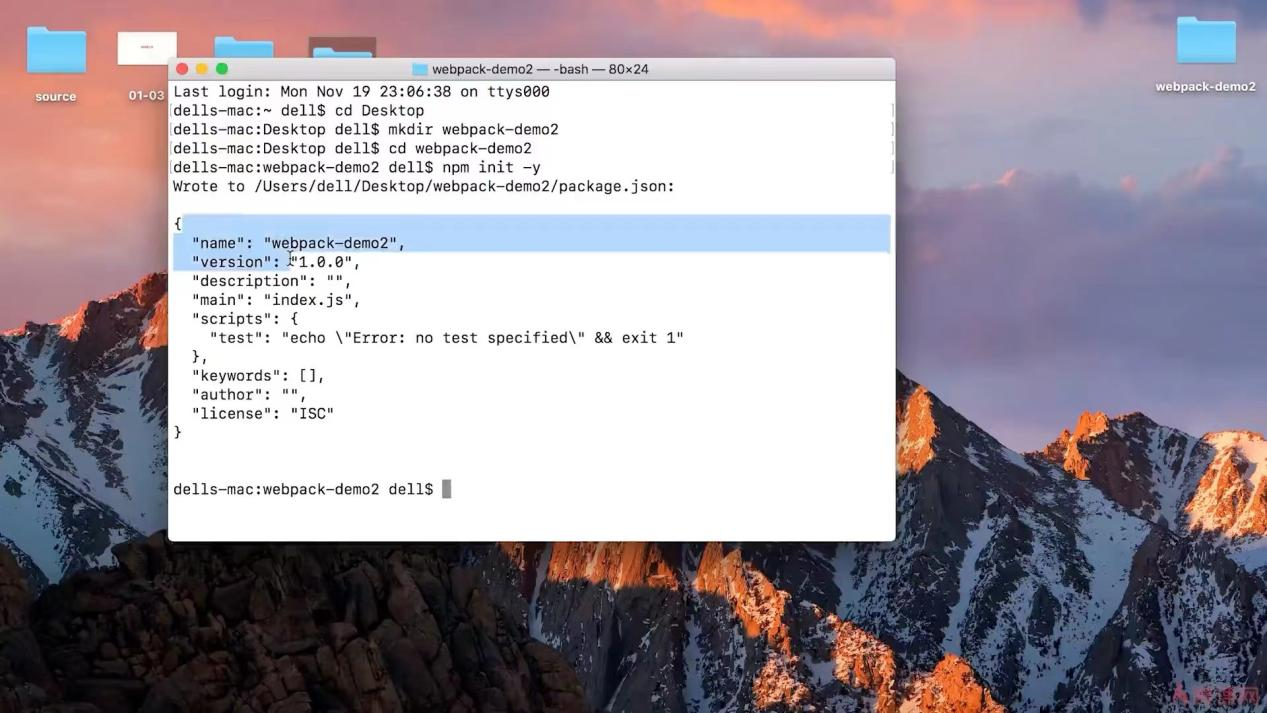 source
01-03
webpack-demo2
webpack-demo2 — -bash — 80×24
Last login: Mon Nov 19 23:06:38 on ttys000
[dells-mac:~ dell$ cd Desktop ]
[dells-mac:Desktop dell$ mkdir webpack-demo2 ]
[dells-mac:Desktop dell$ cd webpack-demo2 ]
[dells-mac:webpack-demo2 dell$ npm init -y ]
Wrote to /Users/dell/Desktop/webpack-demo2/package.json:
{
  "name": "webpack-demo2",
  "version": "1.0.0",
  "description": "",
  "main": "index.js",
  "scripts": {
    "test": "echo \"Error: no test specified\" && exit 1"
  },
  "keywords": [],
  "author": "",
  "license": "ISC"
}
dells-mac:webpack-demo2 dell$